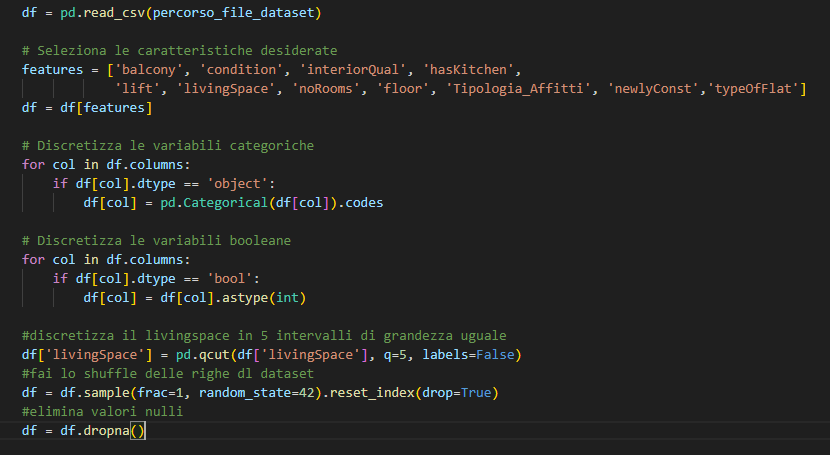 df = pd.read_csv(percorso_file_dataset)
# Seleziona le caratteristiche desiderate
features = ['balcony', 'condition', 'interiorQual', 'hasKitchen',
'lift', 'livingSpace', 'noRooms', 'floor', 'Tipologia_Affitti', 'newlyConst','typeOfFlat']
df = df[features]
# Discretizza le variabili categoriche
for col in df.columns:
if df[col].dtype == 'object':
df[col] = pd.Categorical(df[col]).codes
# Discretizza le variabili booleane
for col in df.columns:
if df[col].dtype == 'bool':
df[col] = df[col].astype(int)
#discretizza il livingspace in 5 intervalli di grandezza uguale
df['livingSpace'] = pd.qcut(df['livingSpace'], q=5, labels=False)
#fai lo shuffle delle righe dl dataset
df = df.sample(frac=1, random_state=42).reset_index(drop=True)
#elimina valori nulli
df = df.dropna()